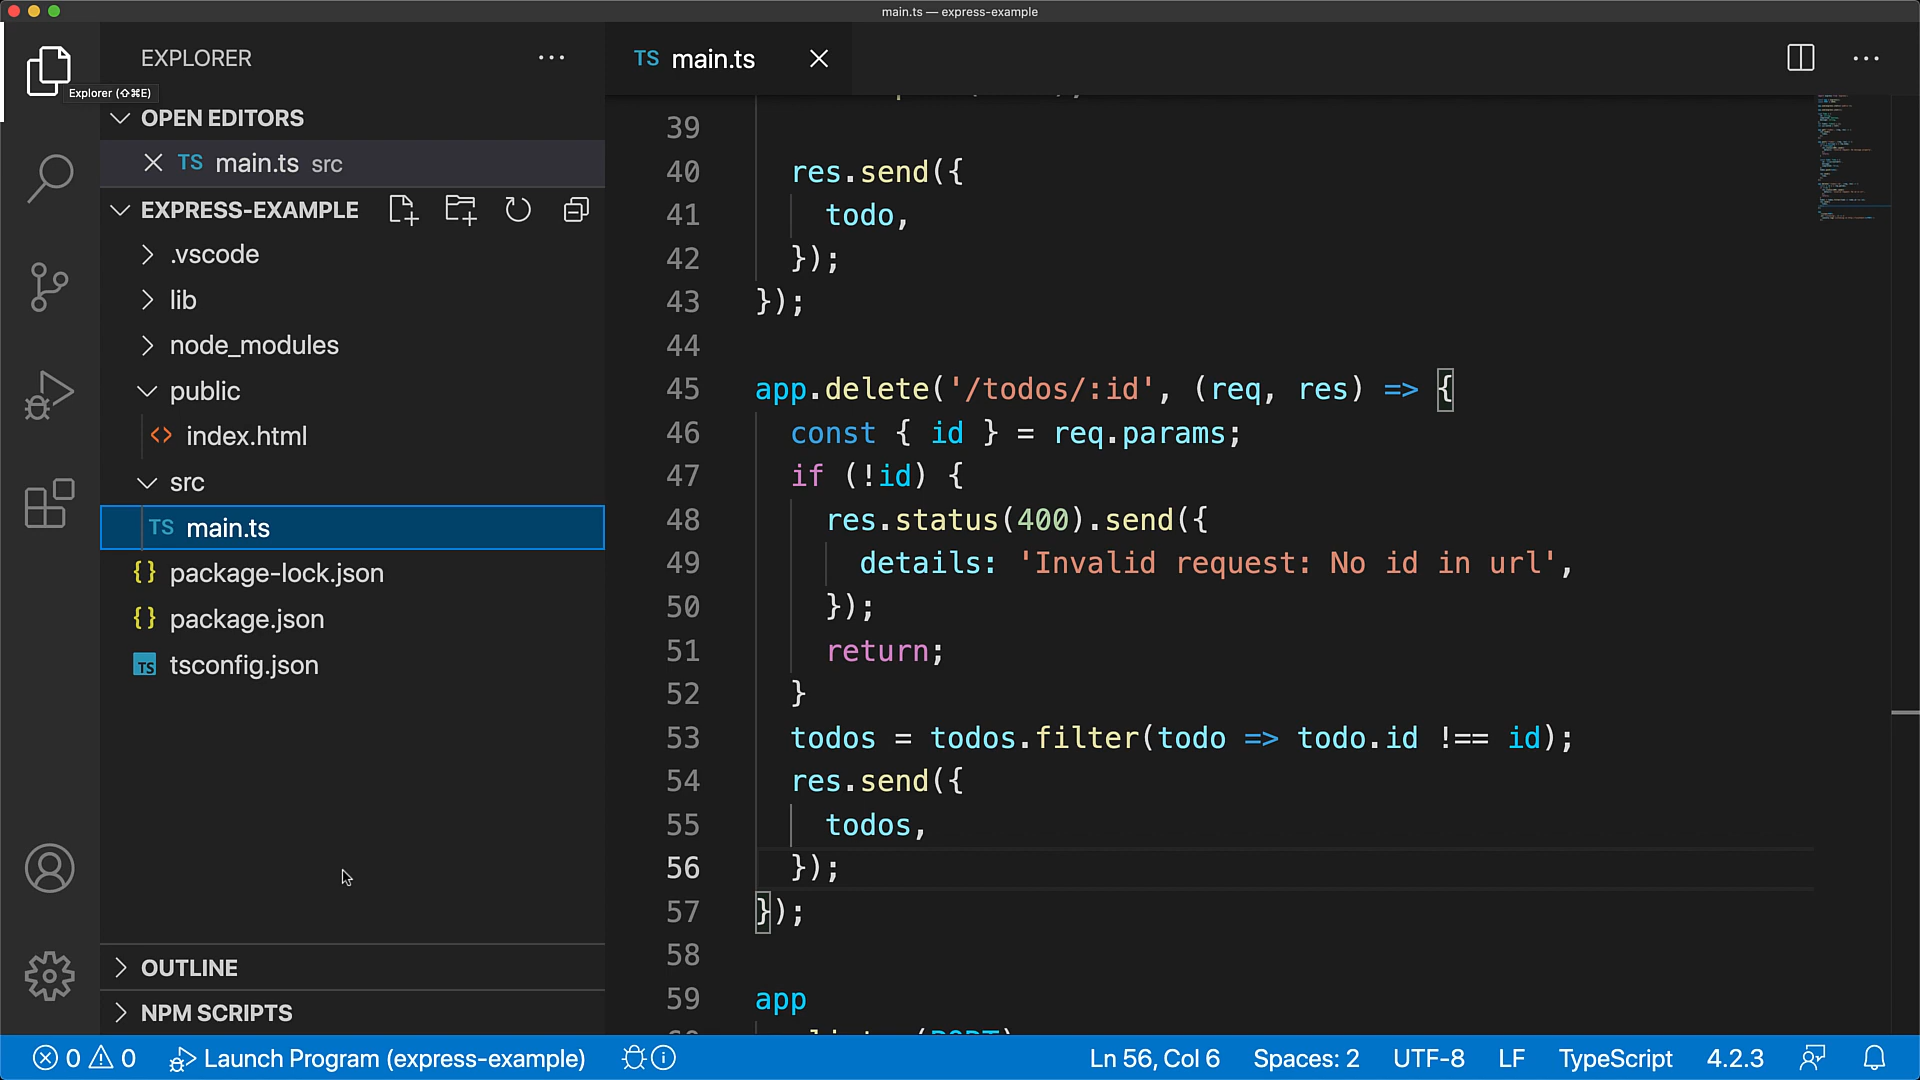 main.ts — express-example
EXPLORER
Explorer (⇧⌘E)
OPEN EDITORS
TS main.ts src
EXPRESS-EXAMPLE
.vscode
lib
node_modules
public
<> index.html
src
TS main.ts
{} package-lock.json
{} package.json
TS tsconfig.json
OUTLINE
NPM SCRIPTS
TS main.ts
39
40 res.send({
41 todo,
42 });
43 });
44
45 app.delete('/todos/:id', (req, res) => {
46 const { id } = req.params;
47 if (!id) {
48 res.status(400).send({
49 details: 'Invalid request: No id in url',
50 });
51 return;
52 }
53 todos = todos.filter(todo => todo.id !== id);
54 res.send({
55 todos,
56 });
57 });
58
59 app
0 0 Launch Program (express-example) Ln 56, Col 6 Spaces: 2 UTF-8 LF TypeScript 4.2.3